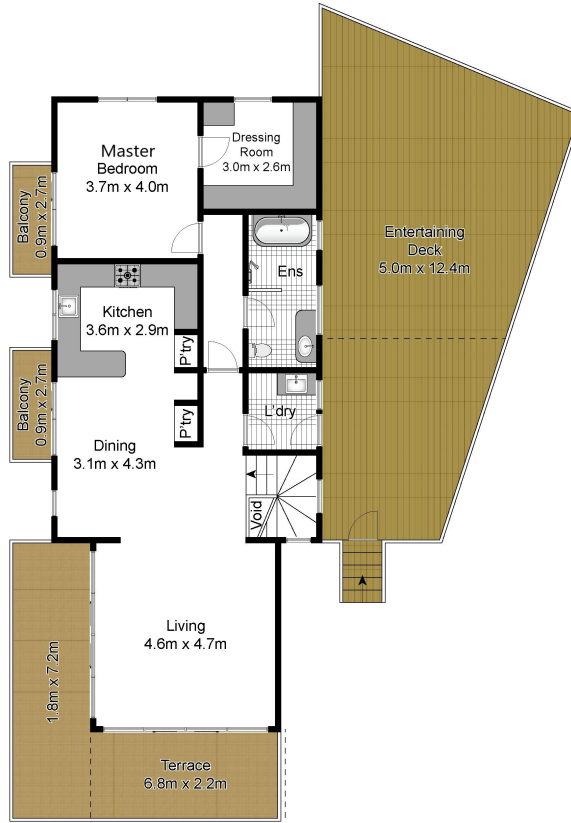 Master
Bedroom
3.7m x 4.0m
Dressing
Room
3.0m x 2.6m
Balcony
0.9m x 2.7m
Entertaining
Deck
5.0m x 12.4m
Ens
Kitchen
3.6m x 2.9m
P'try
Balcony
0.9m x 2.7m
P'try
L'dry
Dining
3.1m x 4.3m
Void
Living
4.6m x 4.7m
1.8m x 7.2m
Terrace
6.8m x 2.2m